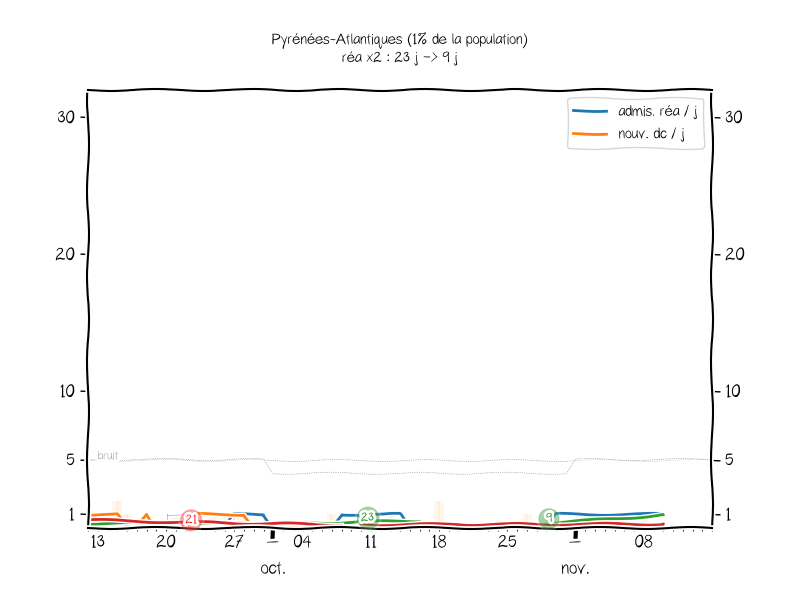 Pyrénées-Atlantiques (1% de la population)
réa x2 : 23 j -> 9 j
admis. réa / j
nouv. dc / j
30
30
20
20
10
10
bruit
5
5
1
21
23
9
1
13 20 27 04 11 18 25 08
oct. nov.